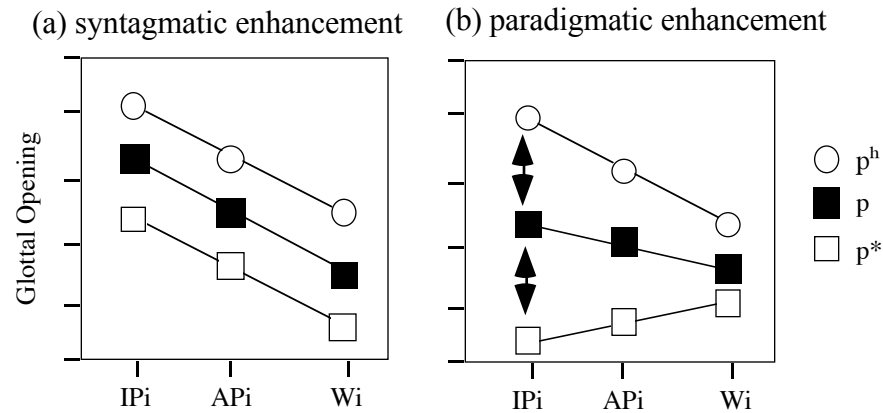 (a) syntagmatic enhancement
(b) paradigmatic enhancement
Glottal Opening
IPi APi Wi
IPi APi Wi
pʰ
p
p*